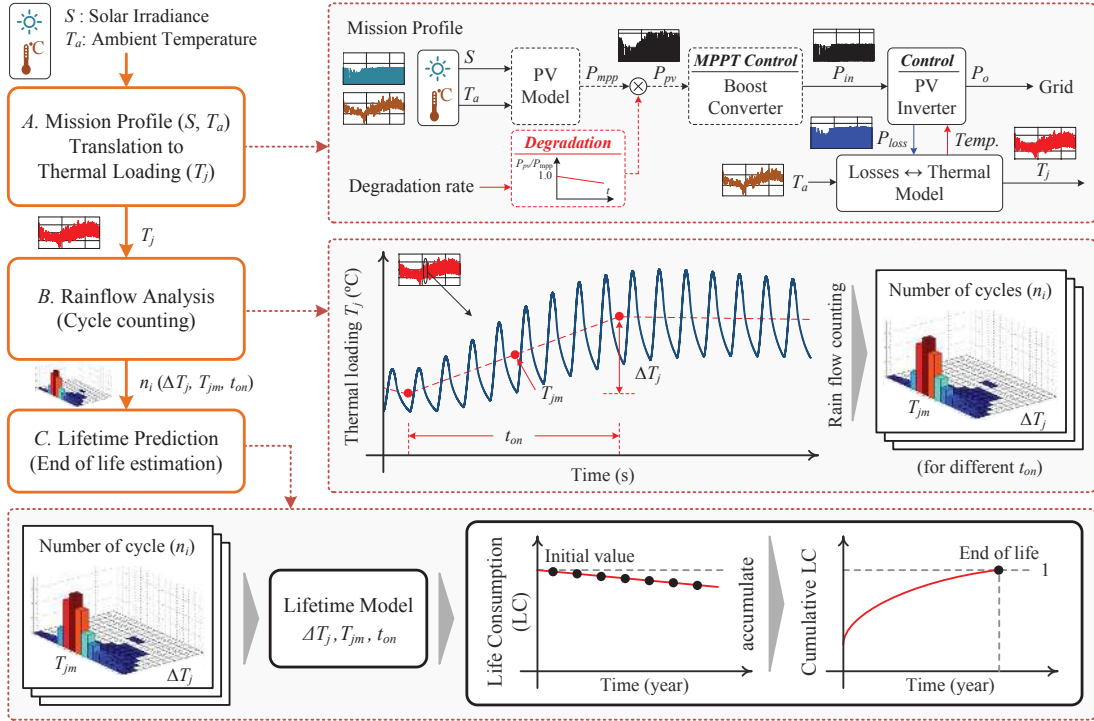 S : Solar Irradiance
Tₐ: Ambient Temperature
°C
A. Mission Profile (S, Tₐ)
Translation to
Thermal Loading (Tⱼ)
Tⱼ
B. Rainflow Analysis
(Cycle counting)
nᵢ (ΔTⱼ, Tⱼₘ, tₒₙ)
C. Lifetime Prediction
(End of life estimation)
Mission Profile
°C
S
Tₐ
PV
Model
Pmpp
Ppv
MPPT Control
Boost
Converter
Pin
Control
PV
Inverter
Pₒ
Grid
Degradation rate
Degradation
Ppv/Pmpp
1.0
t
Ploss
Temp.
Tₐ
Losses ↔ Thermal
Model
Tⱼ
Thermal loading Tⱼ (°C)
Tⱼₘ
ΔTⱼ
tₒₙ
Time (s)
Rain flow counting
Number of cycles (nᵢ)
Tⱼₘ
ΔTⱼ
(for different tₒₙ)
Number of cycle (nᵢ)
Tⱼₘ
ΔTⱼ
Lifetime Model
ΔTⱼ , Tⱼₘ , tₒₙ
Life Consumption
(LC)
Initial value
Time (year)
accumulate
Cumulative LC
End of life
1
Time (year)